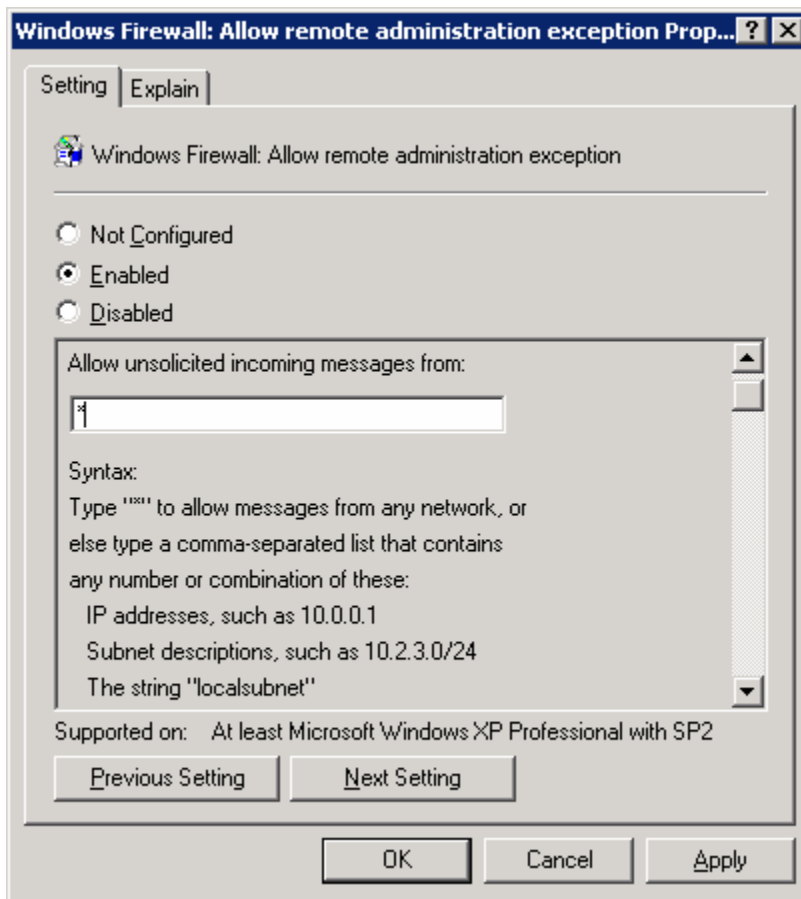 Windows Firewall: Allow remote administration exception Prop...
Setting
Explain
Windows Firewall: Allow remote administration exception
Not Configured
Enabled
Disabled
Allow unsolicited incoming messages from:
*
Syntax:
Type "*" to allow messages from any network, or
else type a comma-separated list that contains
any number or combination of these:
IP addresses, such as 10.0.0.1
Subnet descriptions, such as 10.2.3.0/24
The string "localsubnet"
Supported on: At least Microsoft Windows XP Professional with SP2
Previous Setting
Next Setting
OK
Cancel
Apply